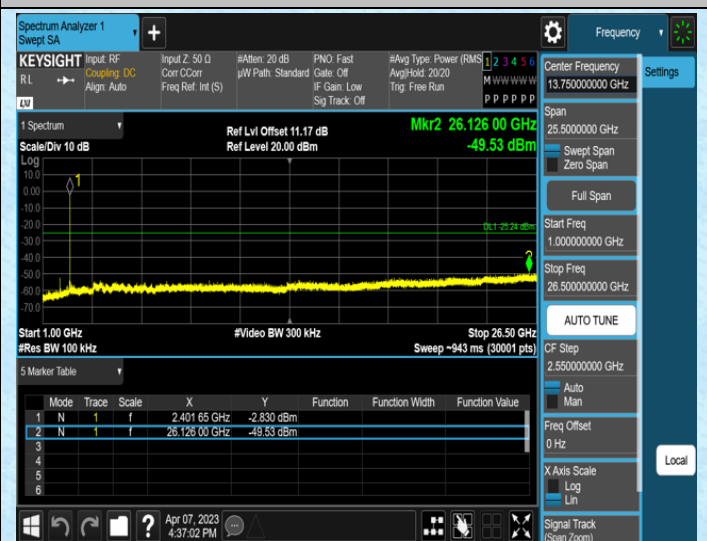 Spectrum Analyzer 1
Swept SA
+
Frequency
KEYSIGHT
RL
LXI
Input: RF
Coupling: DC
Align: Auto
Input Z: 50 Ω
Corr CCorr
Freq Ref: Int (S)
#Atten: 20 dB
µW Path: Standard
PNO: Fast
Gate: Off
IF Gain: Low
Sig Track: Off
#Avg Type: Power (RMS
Avg|Hold: 20/20
Trig: Free Run
1 2 3 4 5 6
M W W W W W
P P P P P P
1 Spectrum
Scale/Div 10 dB
Ref Lvl Offset 11.17 dB
Ref Level 20.00 dBm
Mkr2 26.126 00 GHz
-49.53 dBm
Log
10.0
0.00
-10.0
-20.0
-30.0
-40.0
-50.0
-60.0
-70.0
1
DL1 -25.24 dBm
2
Start 1.00 GHz
#Res BW 100 kHz
#Video BW 300 kHz
Stop 26.50 GHz
Sweep ~943 ms (30001 pts)
5 Marker Table
Mode Trace Scale X Y Function Function Width Function Value
1 N 1 f 2.401 65 GHz -2.830 dBm
2 N 1 f 26.126 00 GHz -49.53 dBm
3
4
5
6
Apr 07, 2023
4:37:02 PM
?
Center Frequency
13.750000000 GHz
Settings
Span
25.5000000 GHz
Swept Span
Zero Span
Full Span
Start Freq
1.000000000 GHz
Stop Freq
26.500000000 GHz
AUTO TUNE
CF Step
2.550000000 GHz
Auto
Man
Freq Offset
0 Hz
Local
X Axis Scale
Log
Lin
Signal Track
(Span Zoom)